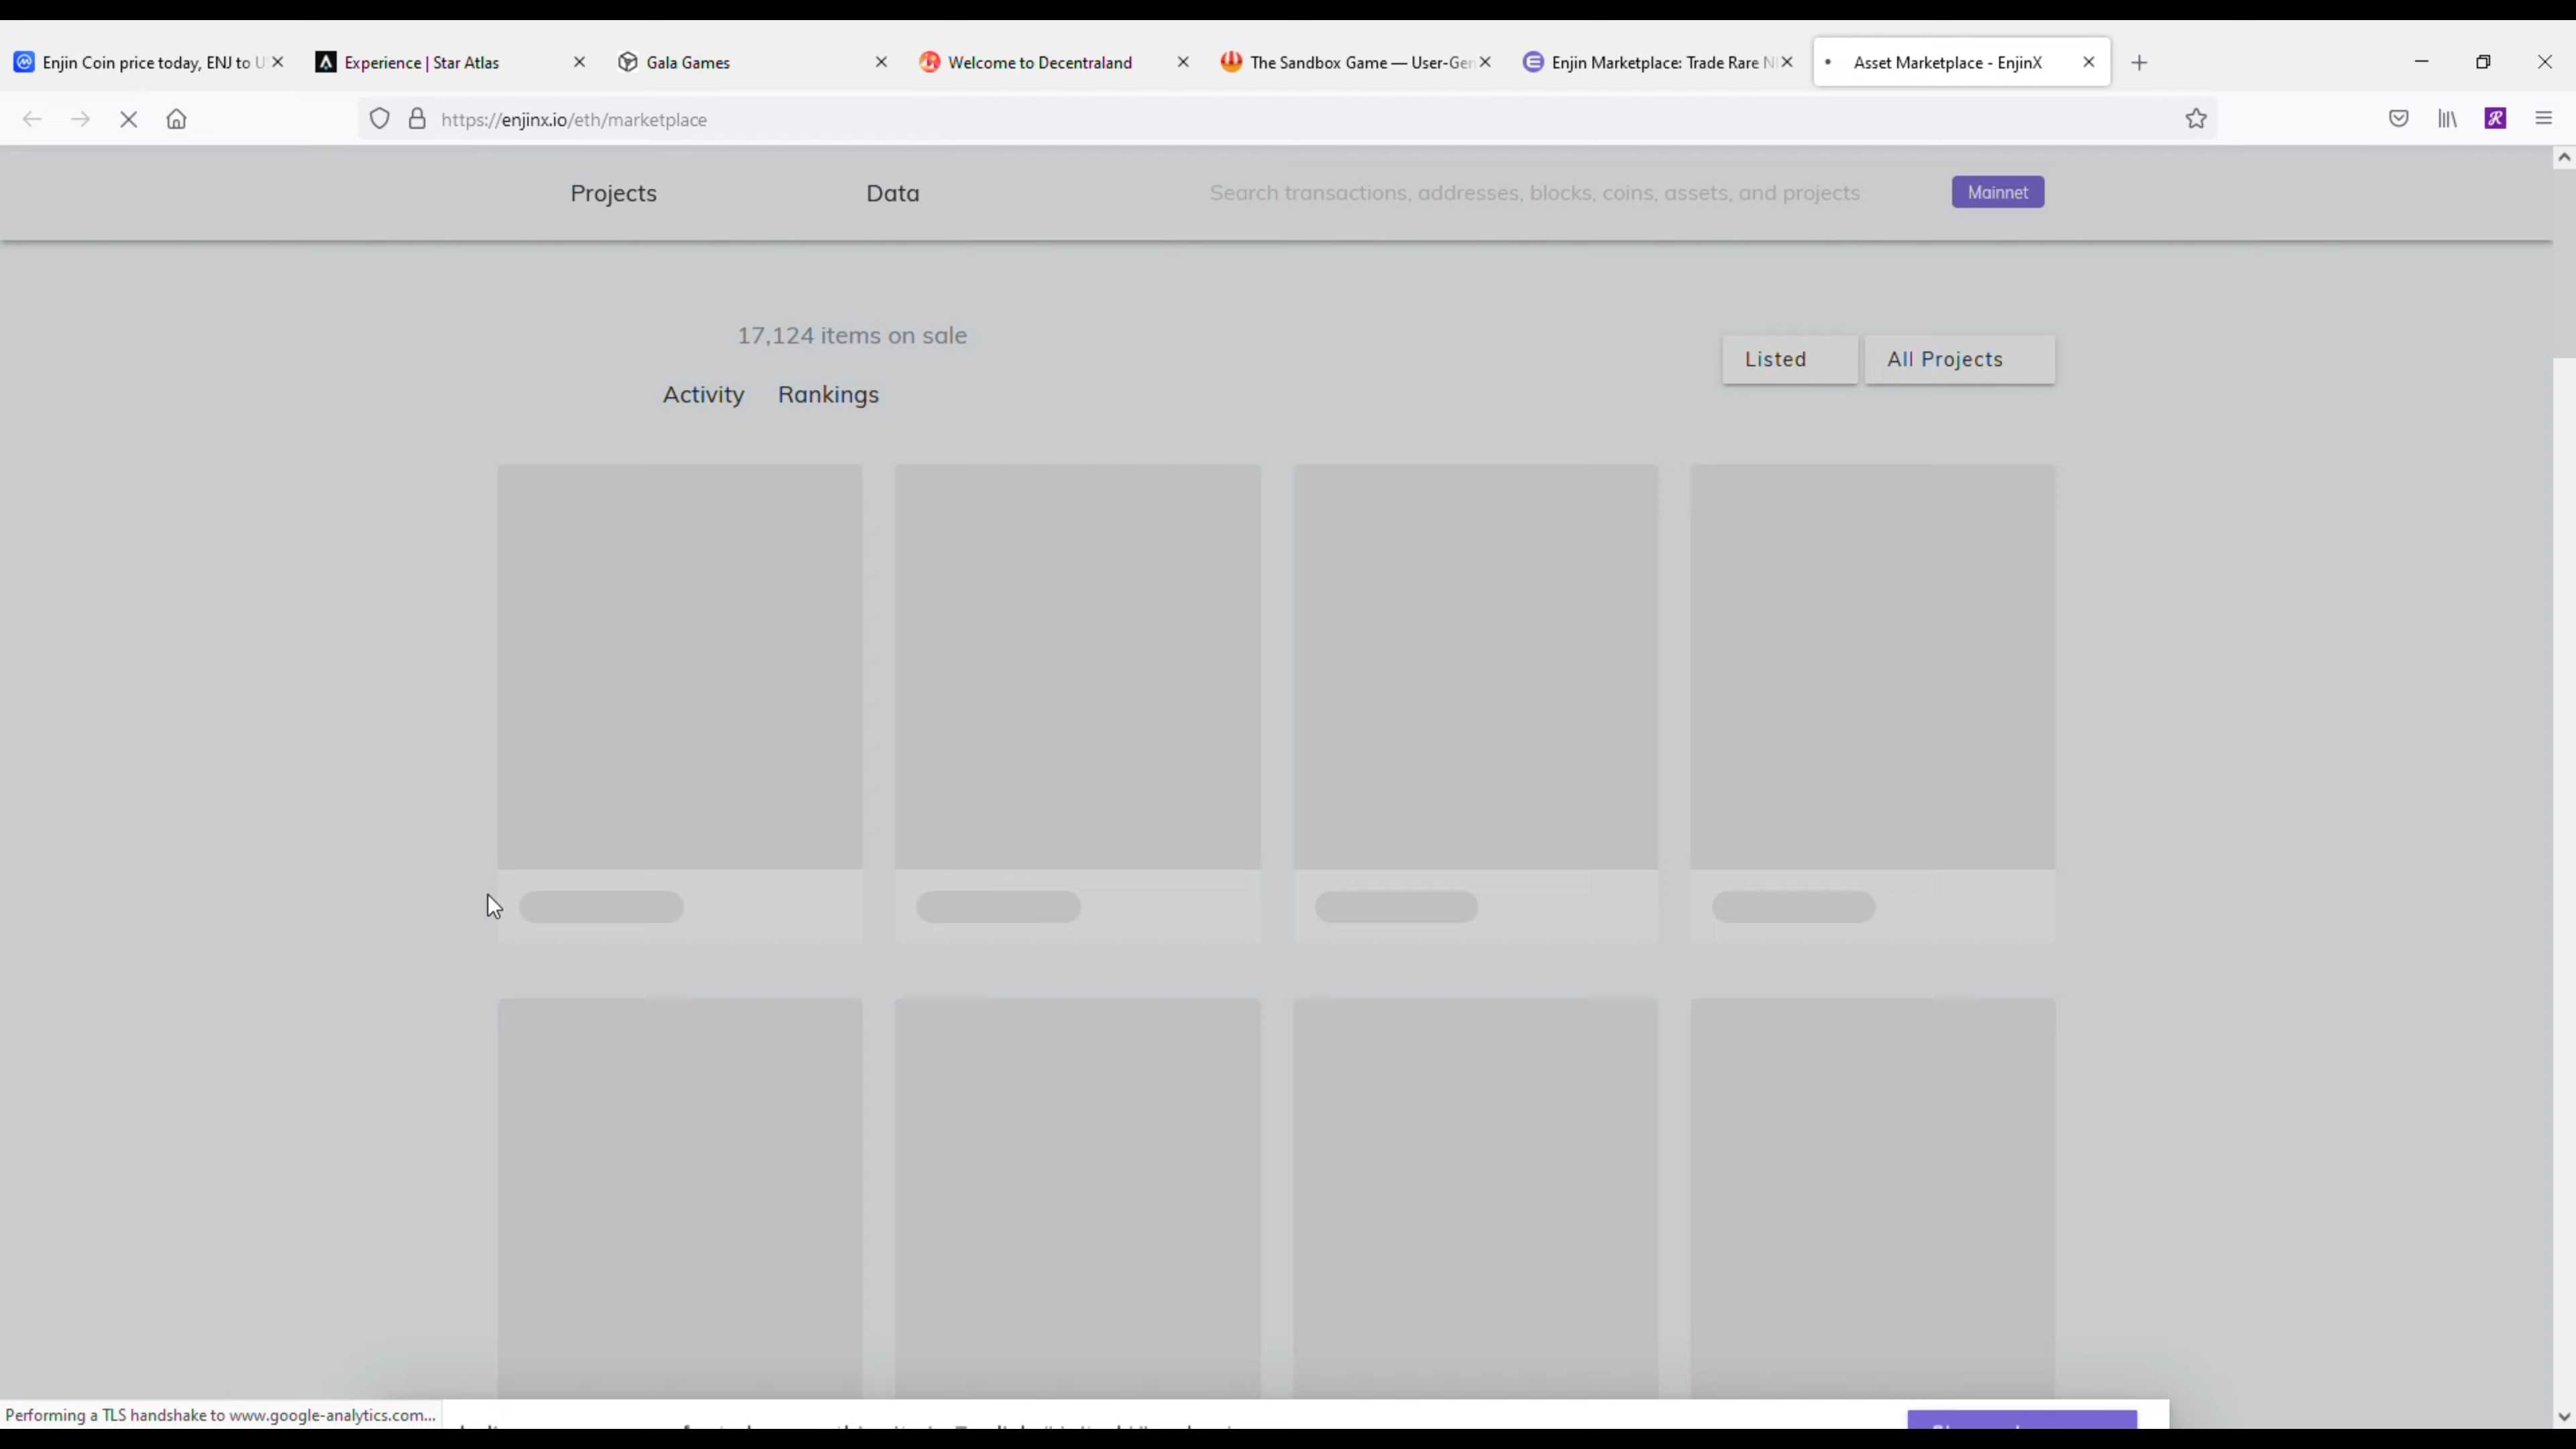 Enjin Coin price today, ENJ to U
Experience | Star Atlas
Gala Games
Welcome to Decentraland
The Sandbox Game — User-Gen
Enjin Marketplace: Trade Rare N
Asset Marketplace - EnjinX
https://enjinx.io/eth/marketplace
Projects
Data
Search transactions, addresses, blocks, coins, assets, and projects
Mainnet
17,124 items on sale
Listed
All Projects
Activity
Rankings
Performing a TLS handshake to www.google-analytics.com...